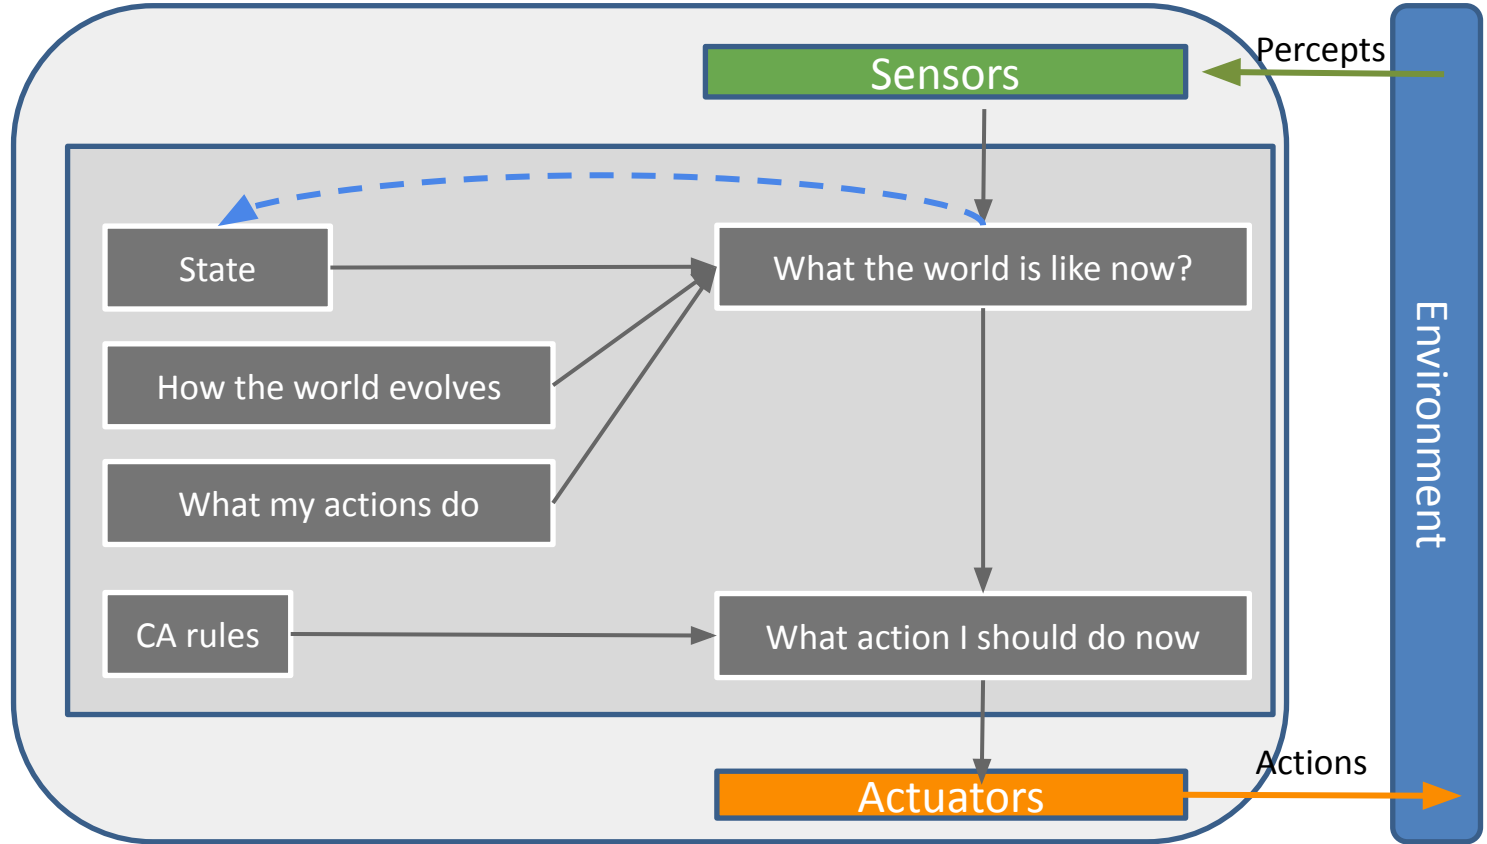 Percepts
Sensors
State
What the world is like now?
How the world evolves
What my actions do
CA rules
What action I should do now
Actions
Actuators
Environment